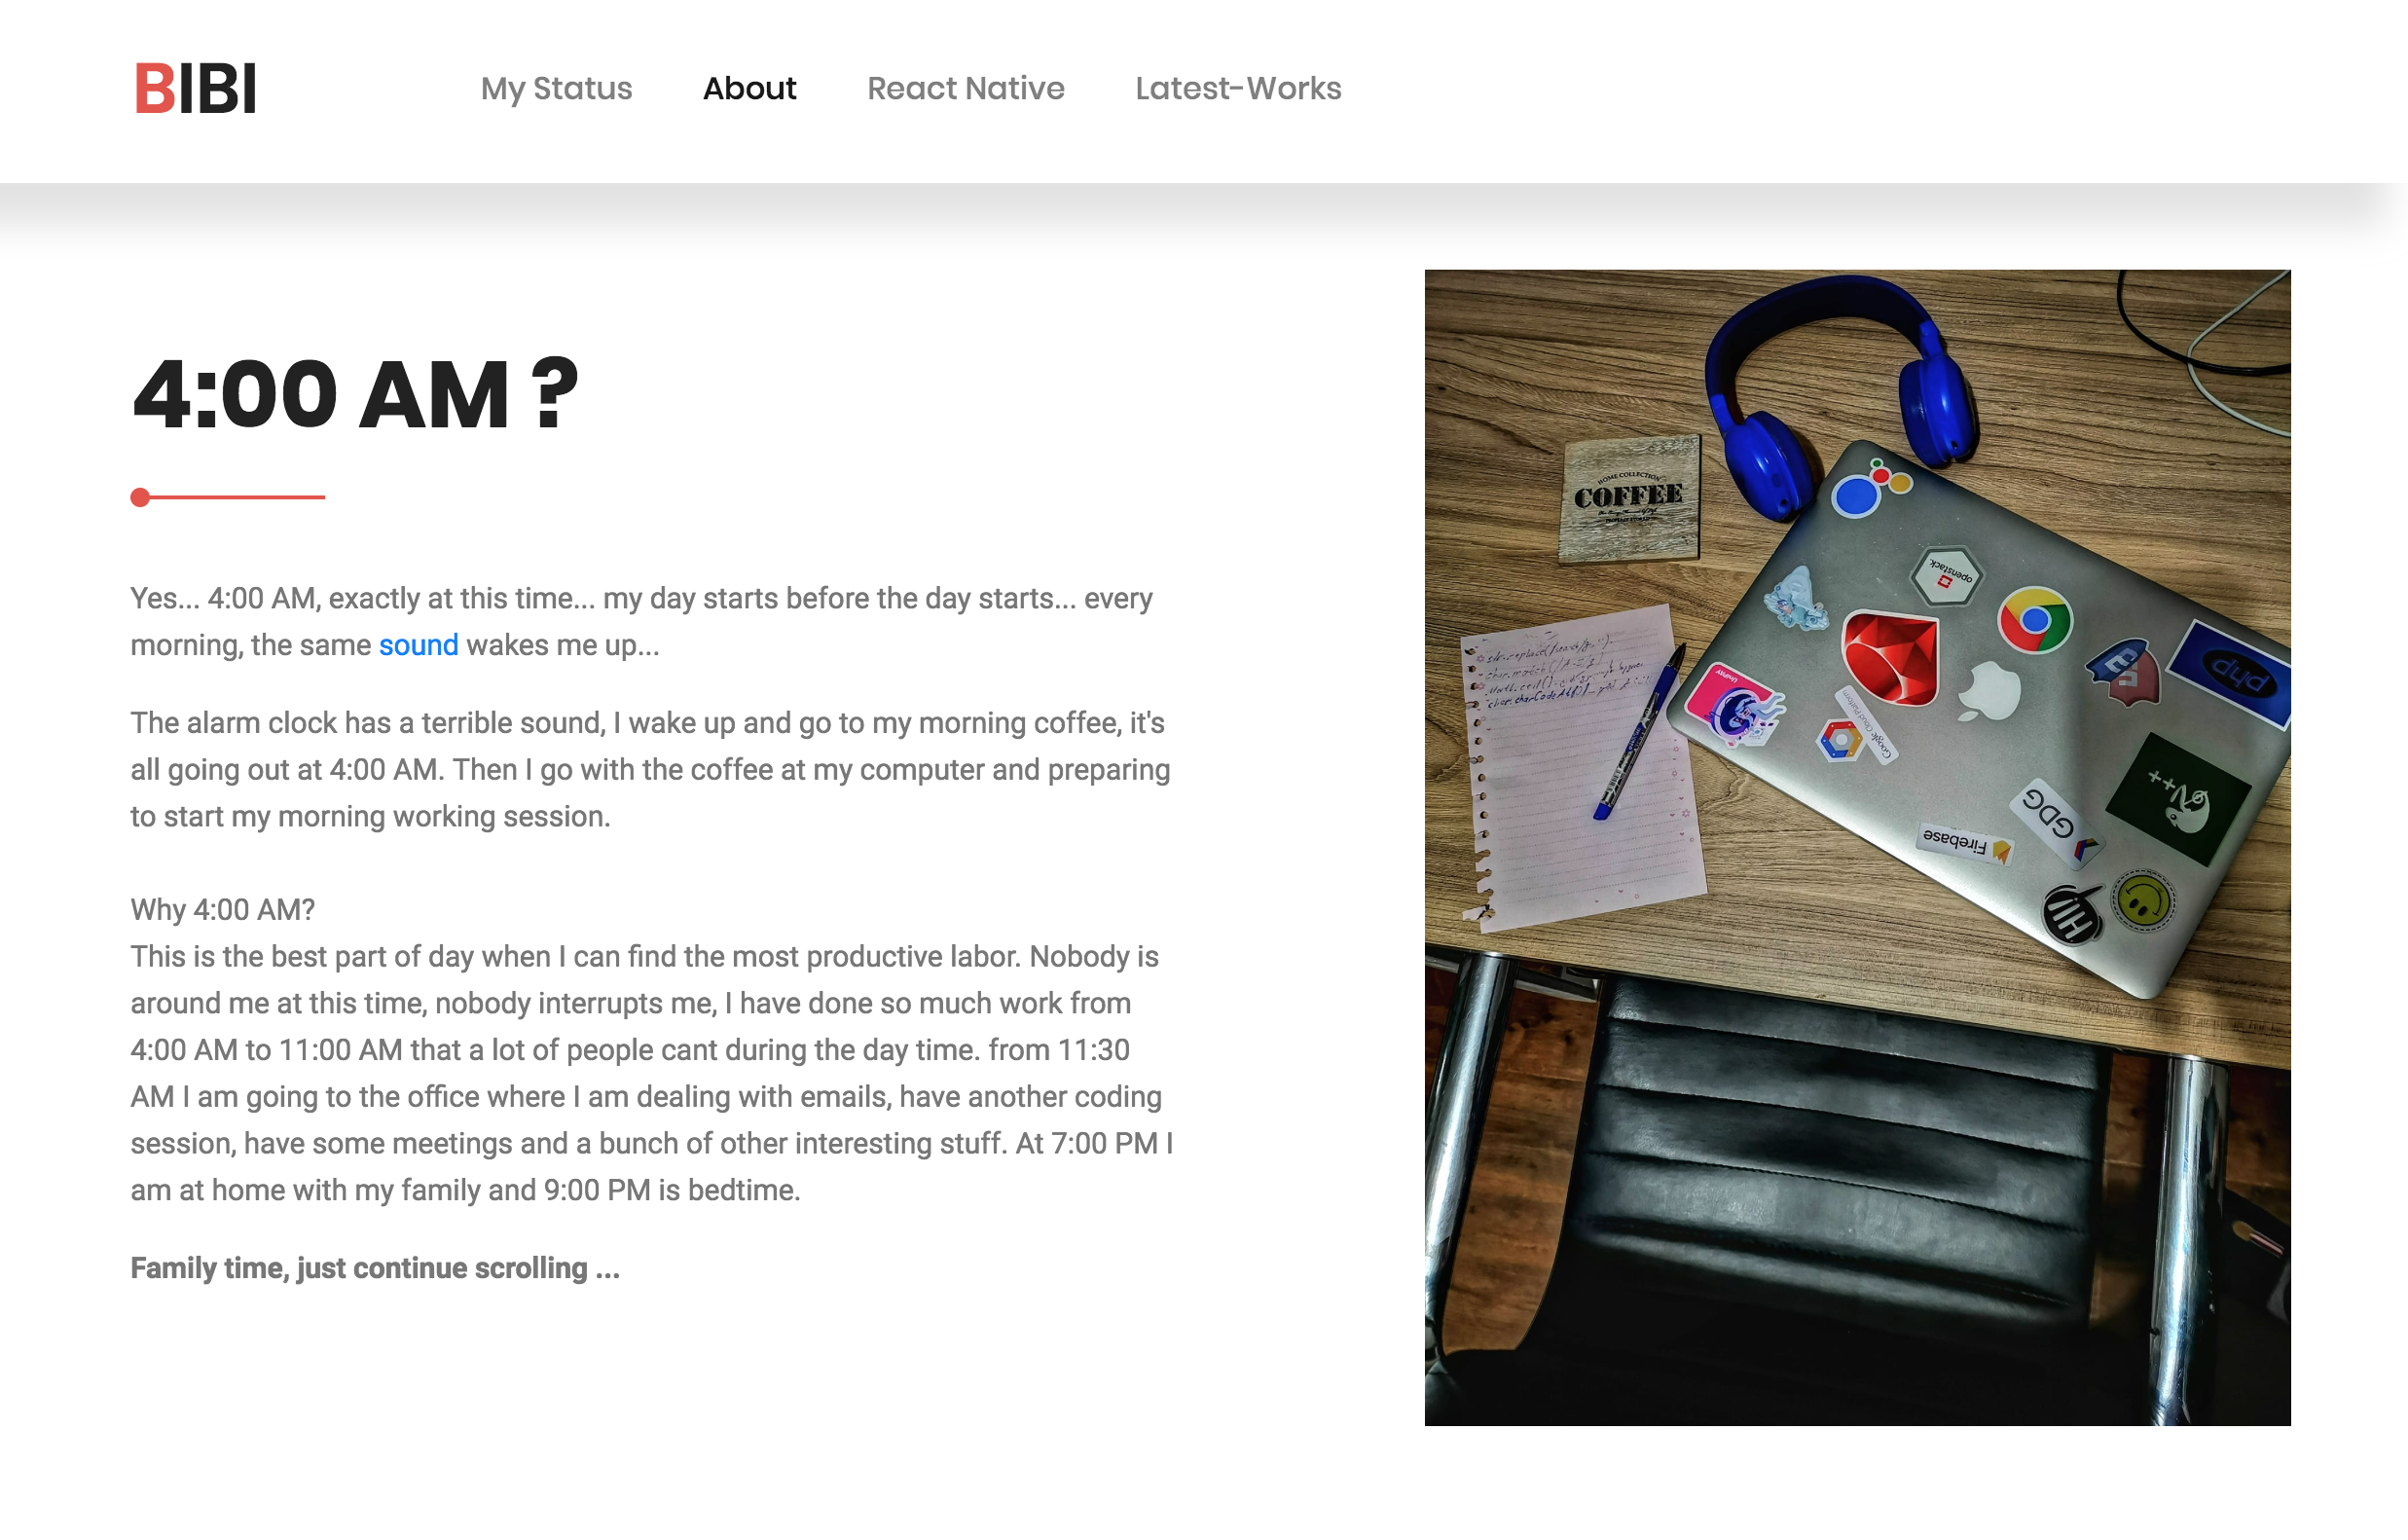 BIBI
My Status
About
React Native
Latest-Works
4:00 AM ?
Yes... 4:00 AM, exactly at this time... my day starts before the day starts... every
morning, the same sound wakes me up...
The alarm clock has a terrible sound, I wake up and go to my morning coffee, it's
all going out at 4:00 AM. Then I go with the coffee at my computer and preparing
to start my morning working session.
Why 4:00 AM?
This is the best part of day when I can find the most productive labor. Nobody is
around me at this time, nobody interrupts me, I have done so much work from
4:00 AM to 11:00 AM that a lot of people cant during the day time. from 11:30
AM I am going to the office where I am dealing with emails, have another coding
session, have some meetings and a bunch of other interesting stuff. At 7:00 PM I
am at home with my family and 9:00 PM is bedtime.
Family time, just continue scrolling ...
HOME COLLECTION
COFFEE
openstack
php
Google Cloud Platform
GDG
Firebase
HI